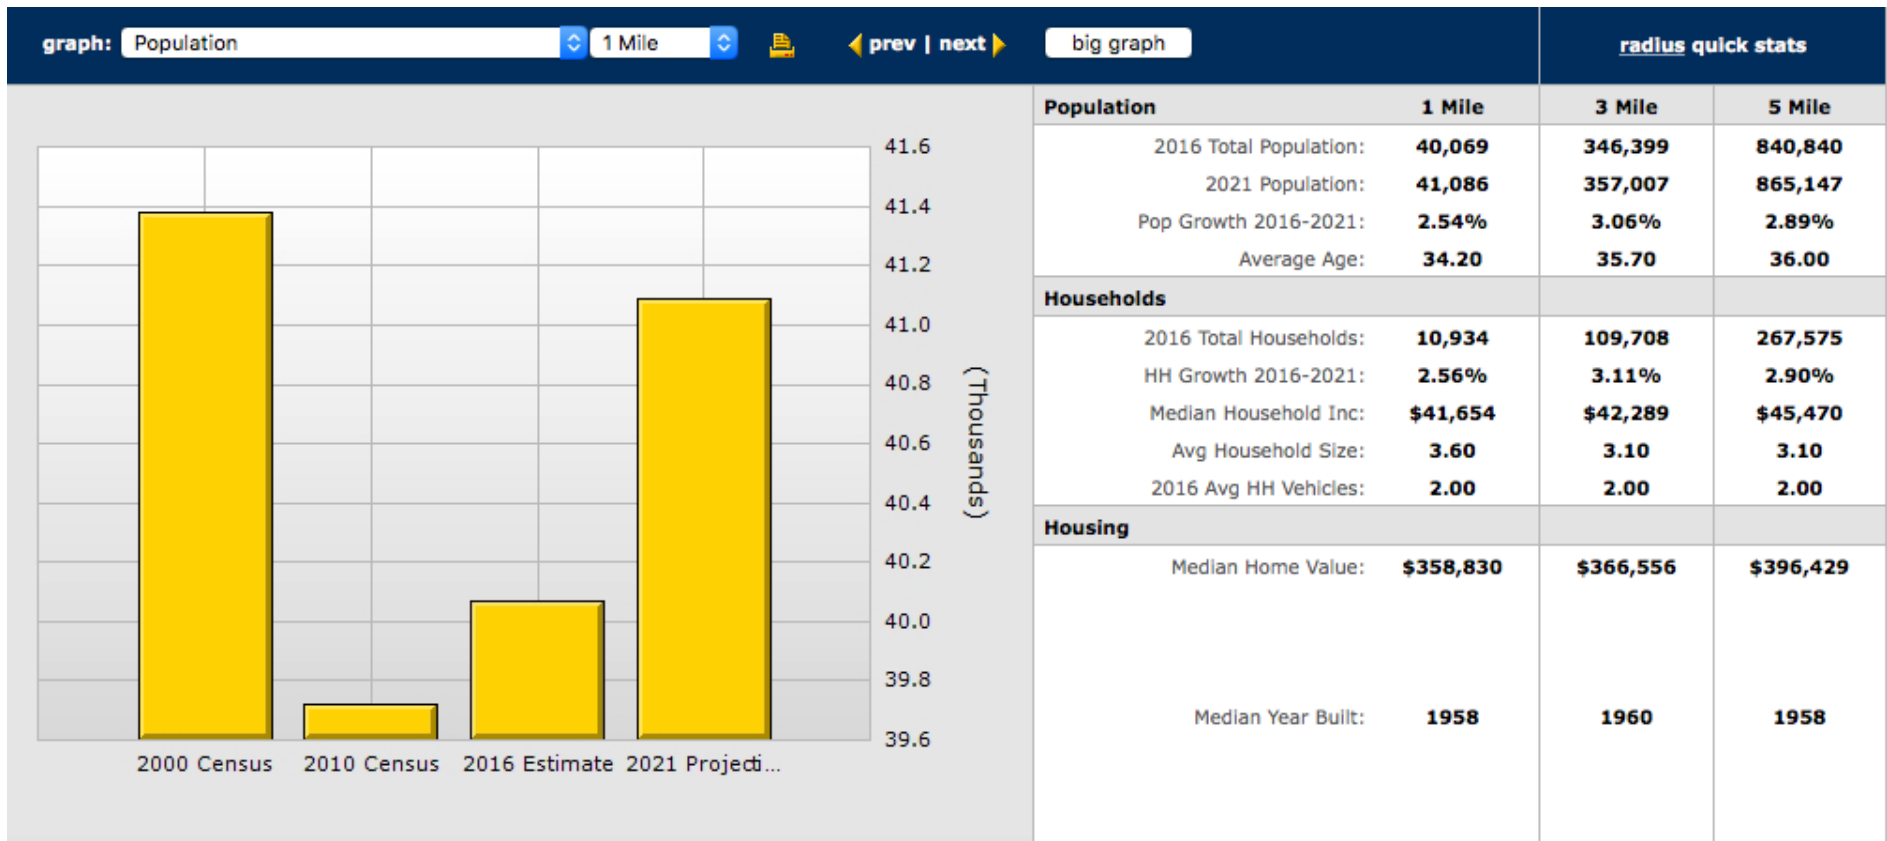 graph: Population 1 Mile prev | next big graph radius quick stats
41.6
41.4
41.2
41.0
40.8
40.6
40.4
40.2
40.0
39.8
39.6
(Thousands)
2000 Census 2010 Census 2016 Estimate 2021 Projecti...
Population 1 Mile 3 Mile 5 Mile
2016 Total Population: 40,069 346,399 840,840
2021 Population: 41,086 357,007 865,147
Pop Growth 2016-2021: 2.54% 3.06% 2.89%
Average Age: 34.20 35.70 36.00
Households
2016 Total Households: 10,934 109,708 267,575
HH Growth 2016-2021: 2.56% 3.11% 2.90%
Median Household Inc: $41,654 $42,289 $45,470
Avg Household Size: 3.60 3.10 3.10
2016 Avg HH Vehicles: 2.00 2.00 2.00
Housing
Median Home Value: $358,830 $366,556 $396,429
Median Year Built: 1958 1960 1958